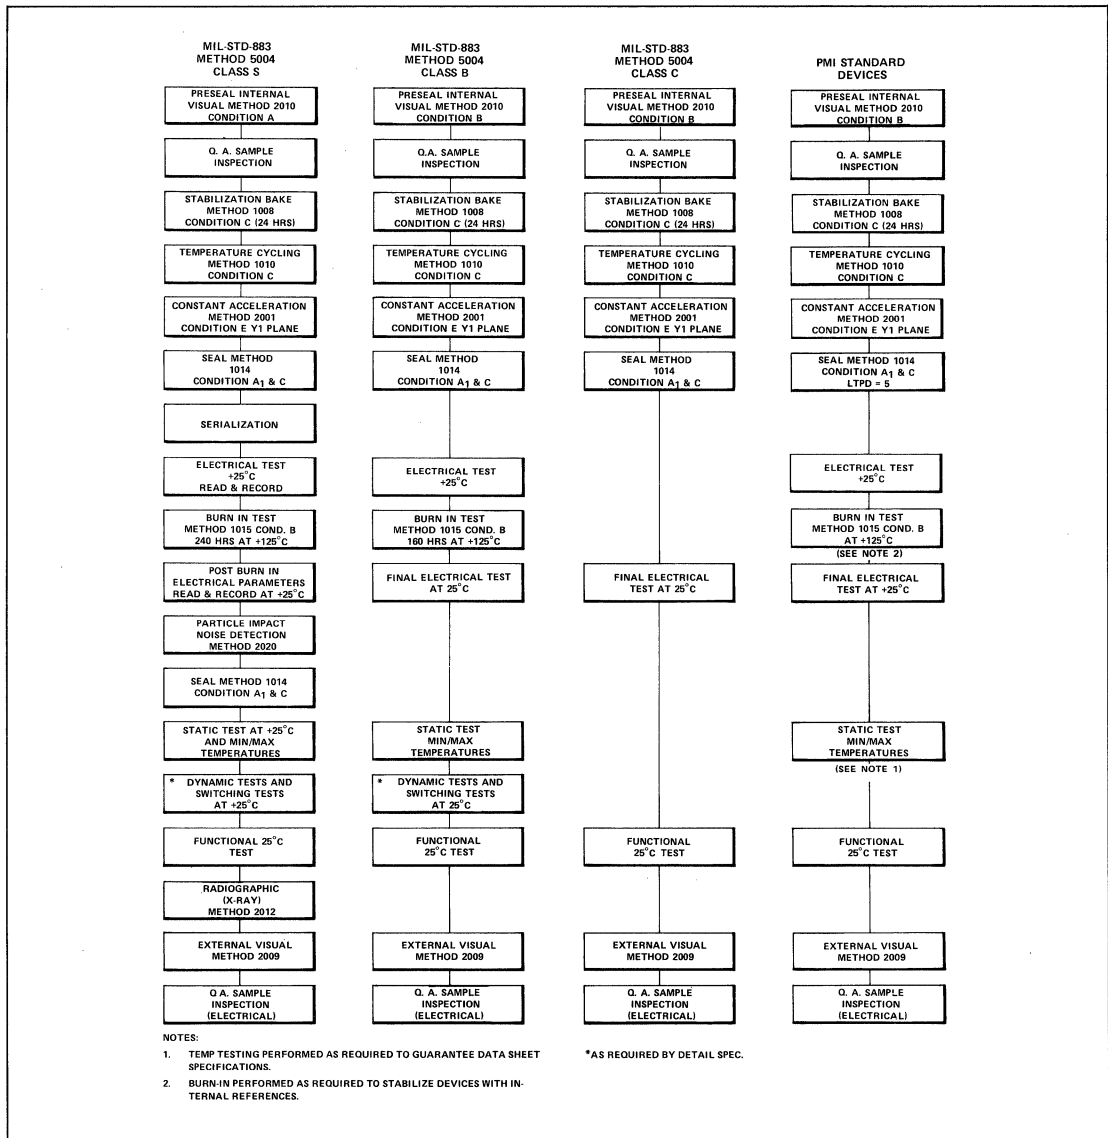 MIL-STD-883
METHOD 5004
CLASS S
PRESEAL INTERNAL
VISUAL METHOD 2010
CONDITION A
Q. A. SAMPLE
INSPECTION
STABILIZATION BAKE
METHOD 1008
CONDITION C (24 HRS)
TEMPERATURE CYCLING
METHOD 1010
CONDITION C
CONSTANT ACCELERATION
METHOD 2001
CONDITION E Y1 PLANE
SEAL METHOD
1014
CONDITION A1 & C
SERIALIZATION
ELECTRICAL TEST
+25°C
READ & RECORD
BURN IN TEST
METHOD 1015 COND. B
240 HRS AT +125°C
POST BURN IN
ELECTRICAL PARAMETERS
READ & RECORD AT +25°C
PARTICLE IMPACT
NOISE DETECTION
METHOD 2020
SEAL METHOD 1014
CONDITION A1 & C
STATIC TEST AT +25°C
AND MIN/MAX
TEMPERATURES
* DYNAMIC TESTS AND
SWITCHING TESTS
AT +25°C
FUNCTIONAL 25°C
TEST
RADIOGRAPHIC
(X-RAY)
METHOD 2012
EXTERNAL VISUAL
METHOD 2009
Q A. SAMPLE
INSPECTION
(ELECTRICAL)
MIL-STD-883
METHOD 5004
CLASS B
PRESEAL INTERNAL
VISUAL METHOD 2010
CONDITION B
Q.A. SAMPLE
INSPECTION
STABILIZATION BAKE
METHOD 1008
CONDITION C (24 HRS)
TEMPERATURE CYCLING
METHOD 1010
CONDITION C
CONSTANT ACCELERATION
METHOD 2001
CONDITION E Y1 PLANE
SEAL METHOD
1014
CONDITION A1 & C
ELECTRICAL TEST
+25°C
BURN IN TEST
METHOD 1015 COND. B
160 HRS AT +125°C
FINAL ELECTRICAL TEST
AT 25°C
STATIC TEST
MIN/MAX
TEMPERATURES
* DYNAMIC TESTS AND
SWITCHING TESTS
AT 25°C
FUNCTIONAL
25°C TEST
EXTERNAL VISUAL
METHOD 2009
Q. A. SAMPLE
INSPECTION
(ELECTRICAL)
MIL-STD-883
METHOD 5004
CLASS C
PRESEAL INTERNAL
VISUAL METHOD 2010
CONDITION B
Q. A. SAMPLE
INSPECTION
STABILIZATION BAKE
METHOD 1008
CONDITION C (24 HRS)
TEMPERATURE CYCLING
METHOD 1010
CONDITION C
CONSTANT ACCELERATION
METHOD 2001
CONDITION E Y1 PLANE
SEAL METHOD
1014
CONDITION A1 & C
FINAL ELECTRICAL
TEST AT 25°C
FUNCTIONAL
25°C TEST
EXTERNAL VISUAL
METHOD 2009
Q. A. SAMPLE
INSPECTION
(ELECTRICAL)
PMI STANDARD
DEVICES
PRESEAL INTERNAL
VISUAL METHOD 2010
CONDITION B
Q. A. SAMPLE
INSPECTION
STABILIZATION BAKE
METHOD 1008
CONDITION C (24 HRS)
TEMPERATURE CYCLING
METHOD 1010
CONDITION C
CONSTANT ACCELERATION
METHOD 2001
CONDITION E Y1 PLANE
SEAL METHOD 1014
CONDITION A1 & C
LTPD = 5
ELECTRICAL TEST
+25°C
BURN IN TEST
METHOD 1015 COND. B
AT +125°C
(SEE NOTE 2)
FINAL ELECTRICAL
TEST AT +25°C
STATIC TEST
MIN/MAX
TEMPERATURES
(SEE NOTE 1)
FUNCTIONAL
25°C TEST
EXTERNAL VISUAL
METHOD 2009
Q. A. SAMPLE
INSPECTION
(ELECTRICAL)
NOTES:
1. TEMP TESTING PERFORMED AS REQUIRED TO GUARANTEE DATA SHEET
SPECIFICATIONS.
2. BURN-IN PERFORMED AS REQUIRED TO STABILIZE DEVICES WITH IN-
TERNAL REFERENCES.
*AS REQUIRED BY DETAIL SPEC.